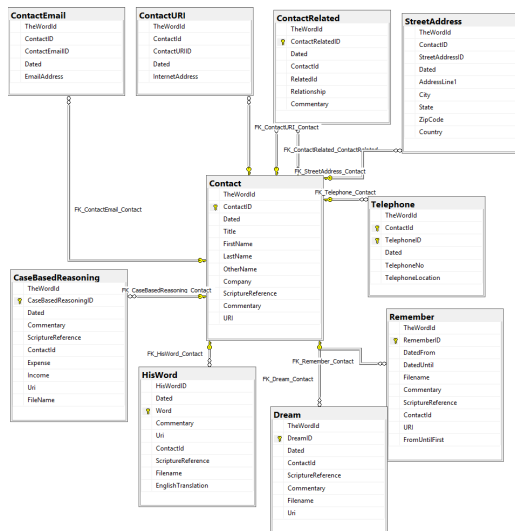 ContactEmail
TheWordId
ContactID
ContactEmailID
Dated
EmailAddress
ContactURI
TheWordId
ContactId
ContactURIID
Dated
InternetAddress
ContactRelated
TheWordId
ContactRelatedID
Dated
ContactId
RelatedId
Relationship
Commentary
StreetAddress
TheWordId
ContactID
StreetAddressID
Dated
AddressLine1
City
State
ZipCode
Country
FK_ContactURI_Contact
FK_ContactRelated_ContactRelated
FK_StreetAddress_Contact
FK_Telephone_Contact
FK_ContactEmail_Contact
Contact
TheWordId
ContactID
Dated
Title
FirstName
LastName
OtherName
Company
ScriptureReference
Commentary
URI
Telephone
TheWordId
ContactId
TelephoneID
Dated
TelephoneNo
TelephoneLocation
CaseBasedReasoning
TheWordId
CaseBasedReasoningID
Dated
Commentary
ScriptureReference
ContactId
Expense
Income
Uri
FileName
FK_CaseBasedReasoning_Contact
FK_HisWord_Contact
FK_Remember_Contact
FK_Dream_Contact
HisWord
HisWordID
Dated
Word
Commentary
Uri
ContactId
ScriptureReference
Filename
EnglishTranslation
Dream
TheWordId
DreamID
Dated
ContactId
ScriptureReference
Commentary
Filename
Uri
Remember
TheWordId
RememberID
DatedFrom
DatedUntil
Filename
Commentary
ScriptureReference
ContactId
URI
FromUntilFirst